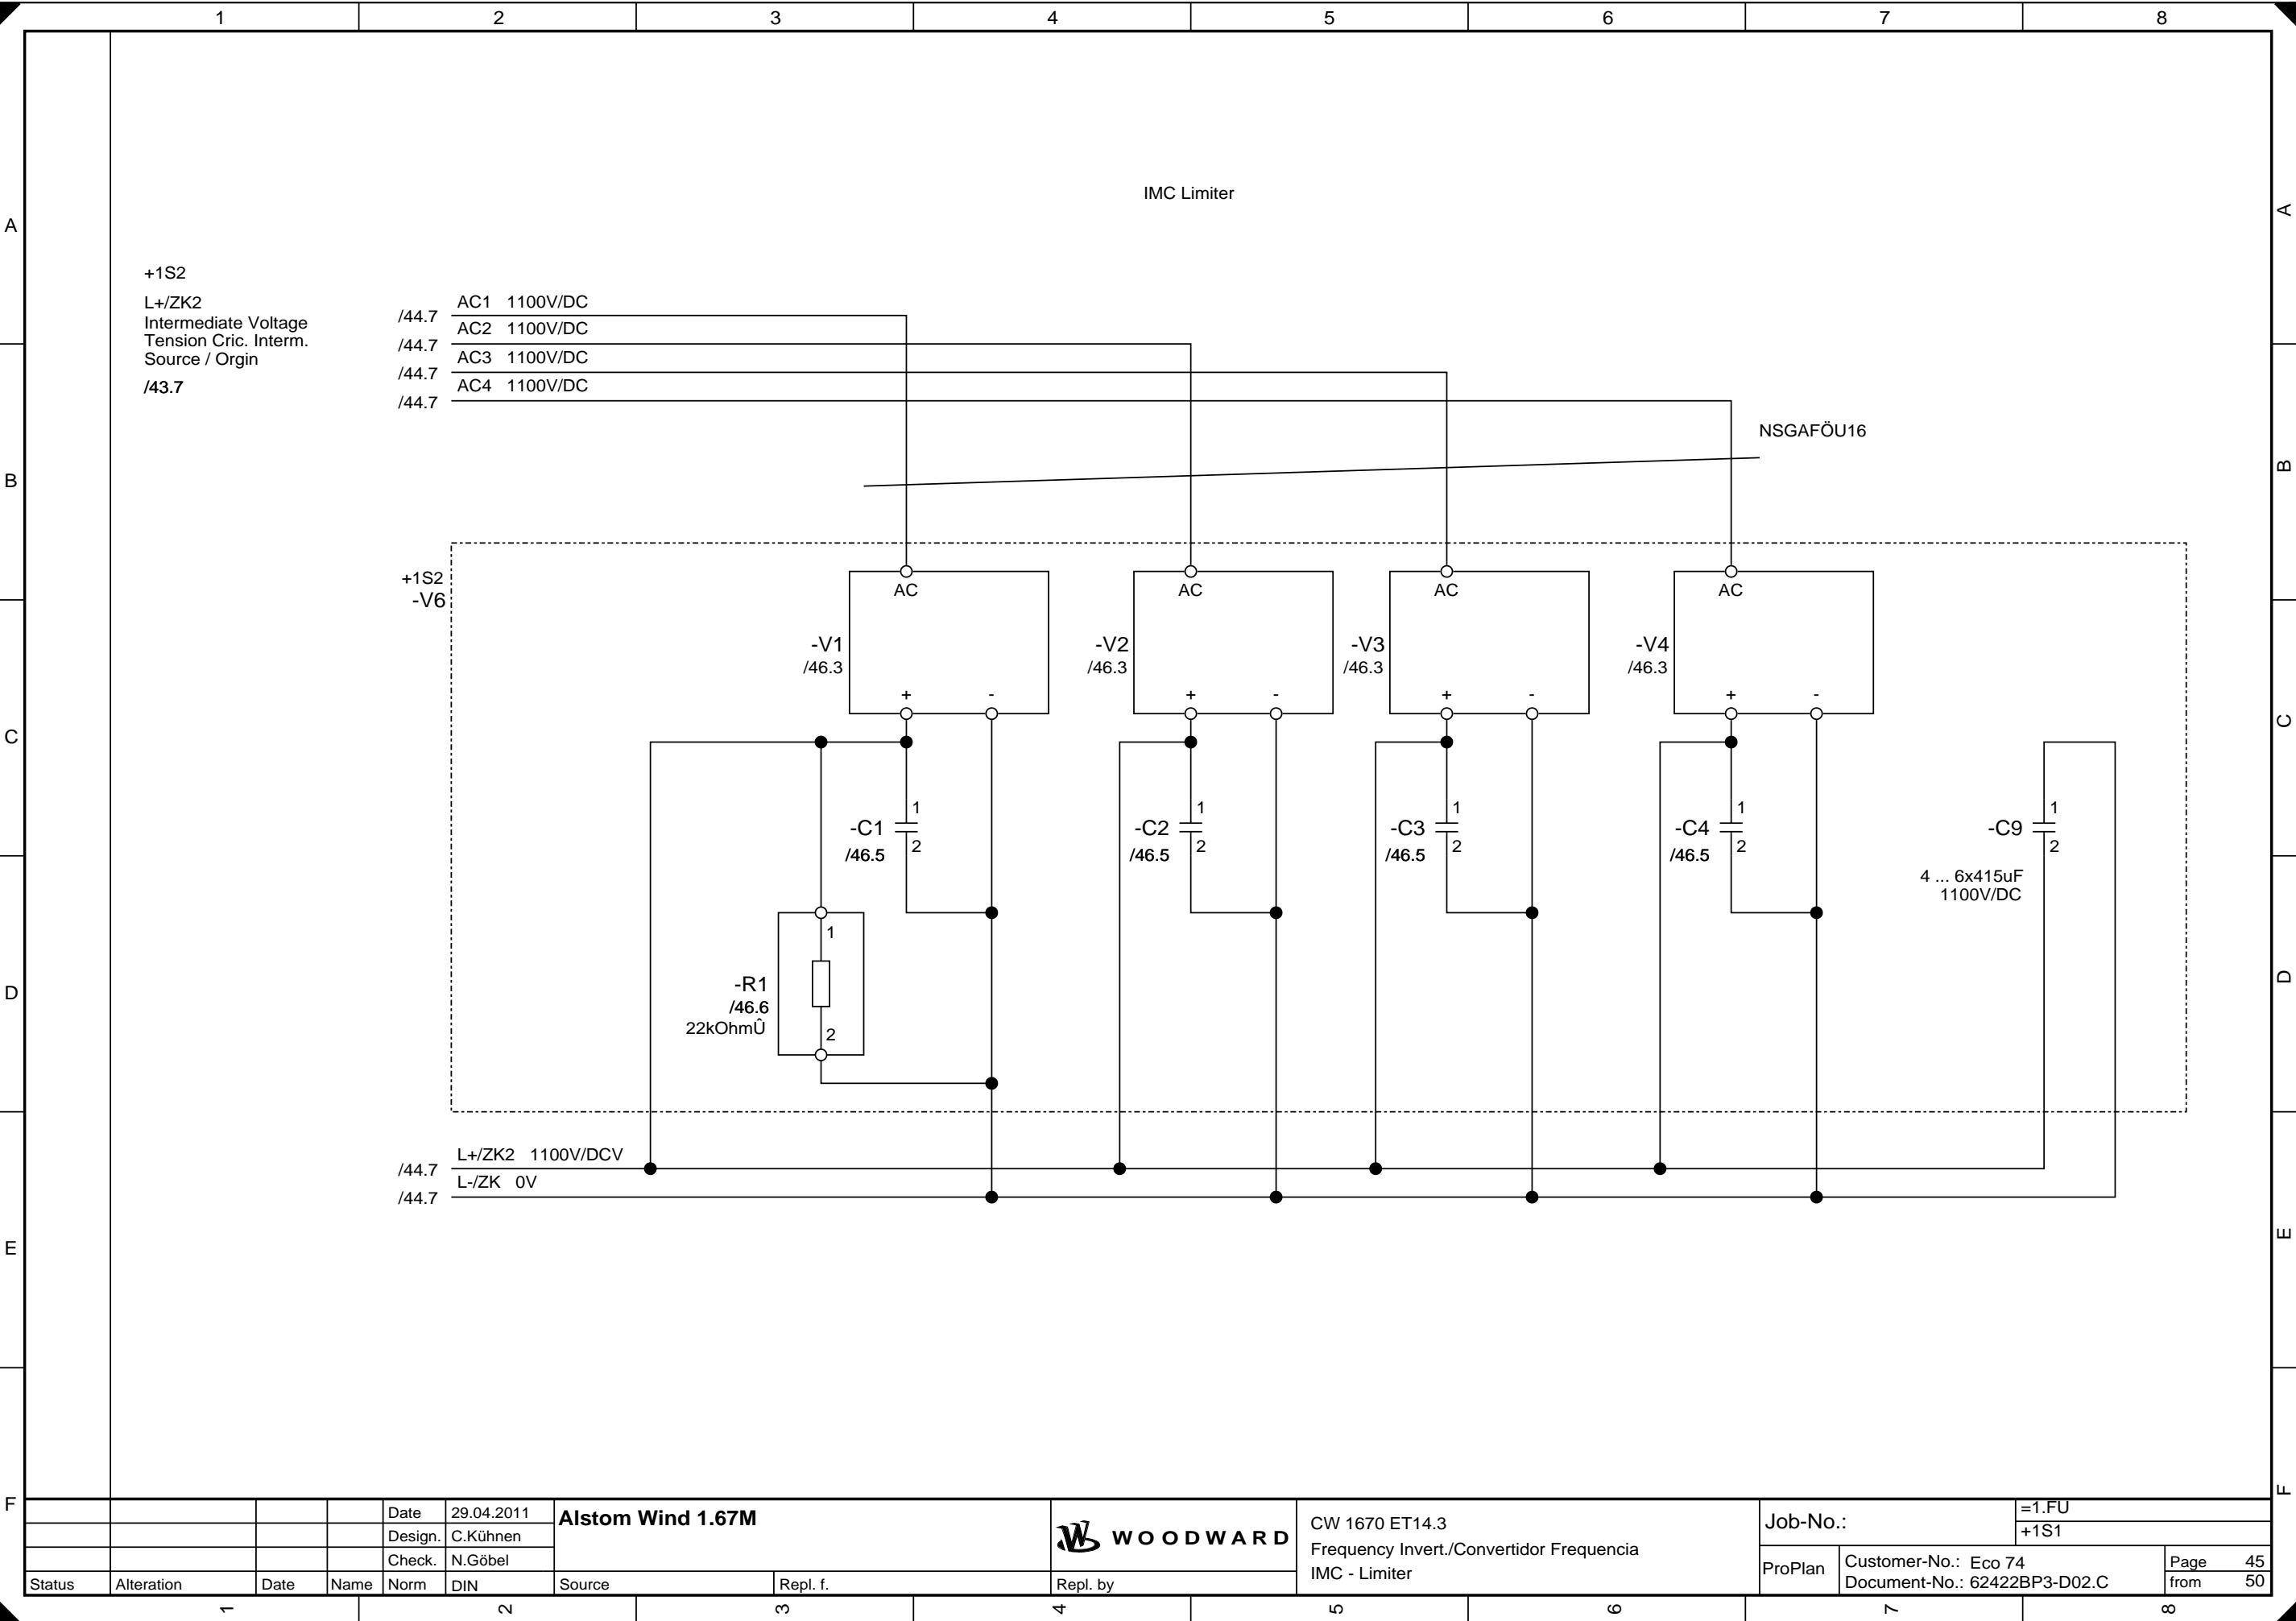 1 2 3 4 5 6 7 8
IMC Limiter
A A
+1S2
L+/ZK2
Intermediate Voltage
Tension Cric. Interm.
Source / Orgin
/43.7
/44.7 AC1 1100V/DC
/44.7 AC2 1100V/DC
/44.7 AC3 1100V/DC
/44.7 AC4 1100V/DC
NSGAFÖU16
B B
+1S2
-V6
AC AC AC AC
-V1 -V2 -V3 -V4
/46.3 /46.3 /46.3 /46.3
+ - + - + - + -
C C
1 1 1 1 1
-C1 -C2 -C3 -C4 -C9
2 2 2 2 2
/46.5 /46.5 /46.5 /46.5
4 ... 6x415uF
1100V/DC
1
-R1
/46.6
22kOhmÛ
2
D D
/44.7 L+/ZK2 1100V/DCV
/44.7 L-/ZK 0V
E E
F F
Date 29.04.2011
Design. C.Kühnen
Check. N.Göbel
Status Alteration Date Name Norm DIN
Alstom Wind 1.67M
Source Repl. f. Repl. by
W WOODWARD
CW 1670 ET14.3
Frequency Invert./Convertidor Frequencia
IMC - Limiter
Job-No.:
=1.FU
+1S1
ProPlan
Customer-No.: Eco 74
Document-No.: 62422BP3-D02.C
Page 45
from 50
1 2 3 4 5 6 7 8